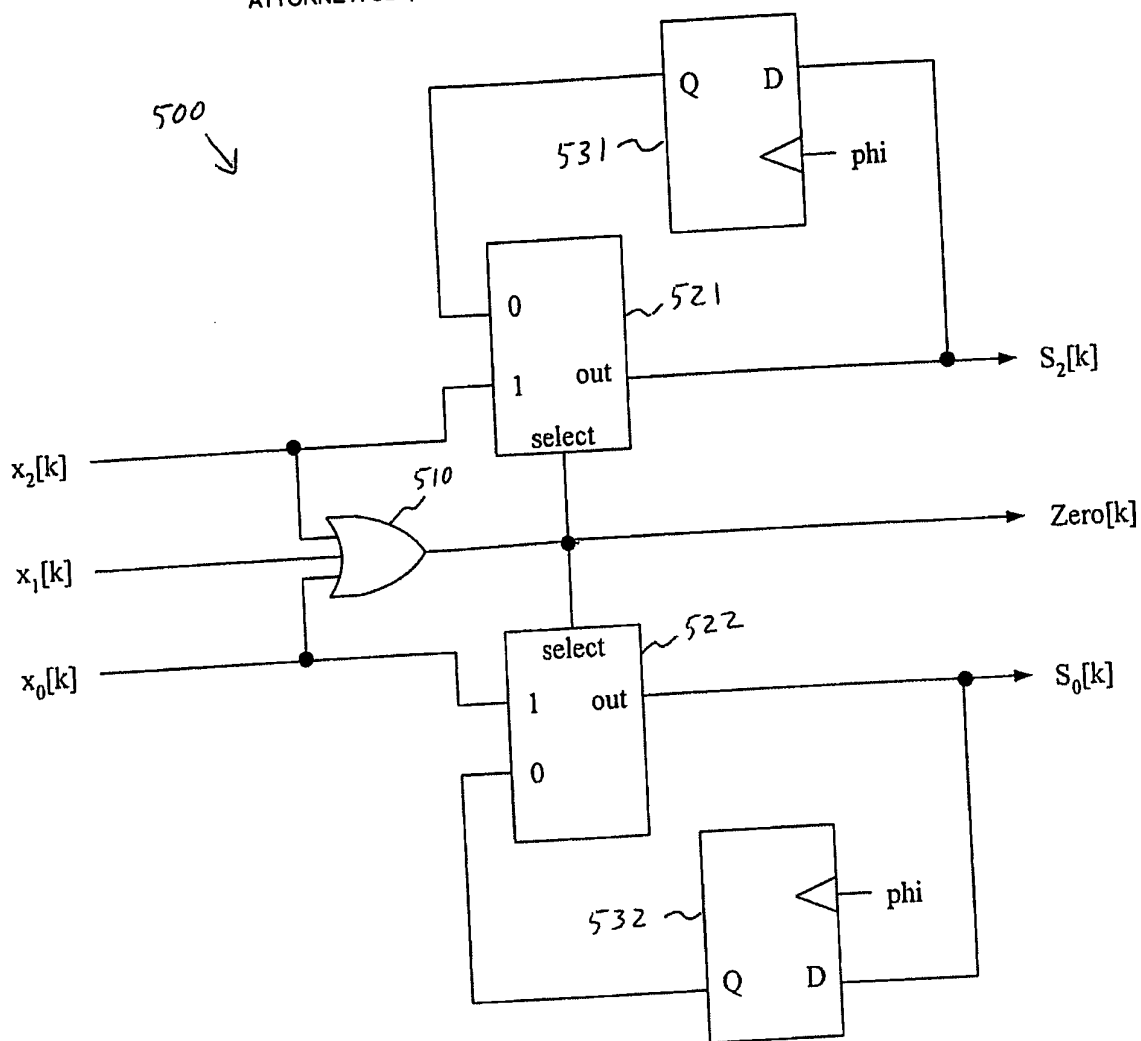 500
Q D
531
phi
0
521
1 out
select
S₂[k]
x₂[k]
510
Zero[k]
x₁[k]
select
522
x₀[k]
1 out
S₀[k]
0
phi
532
Q D